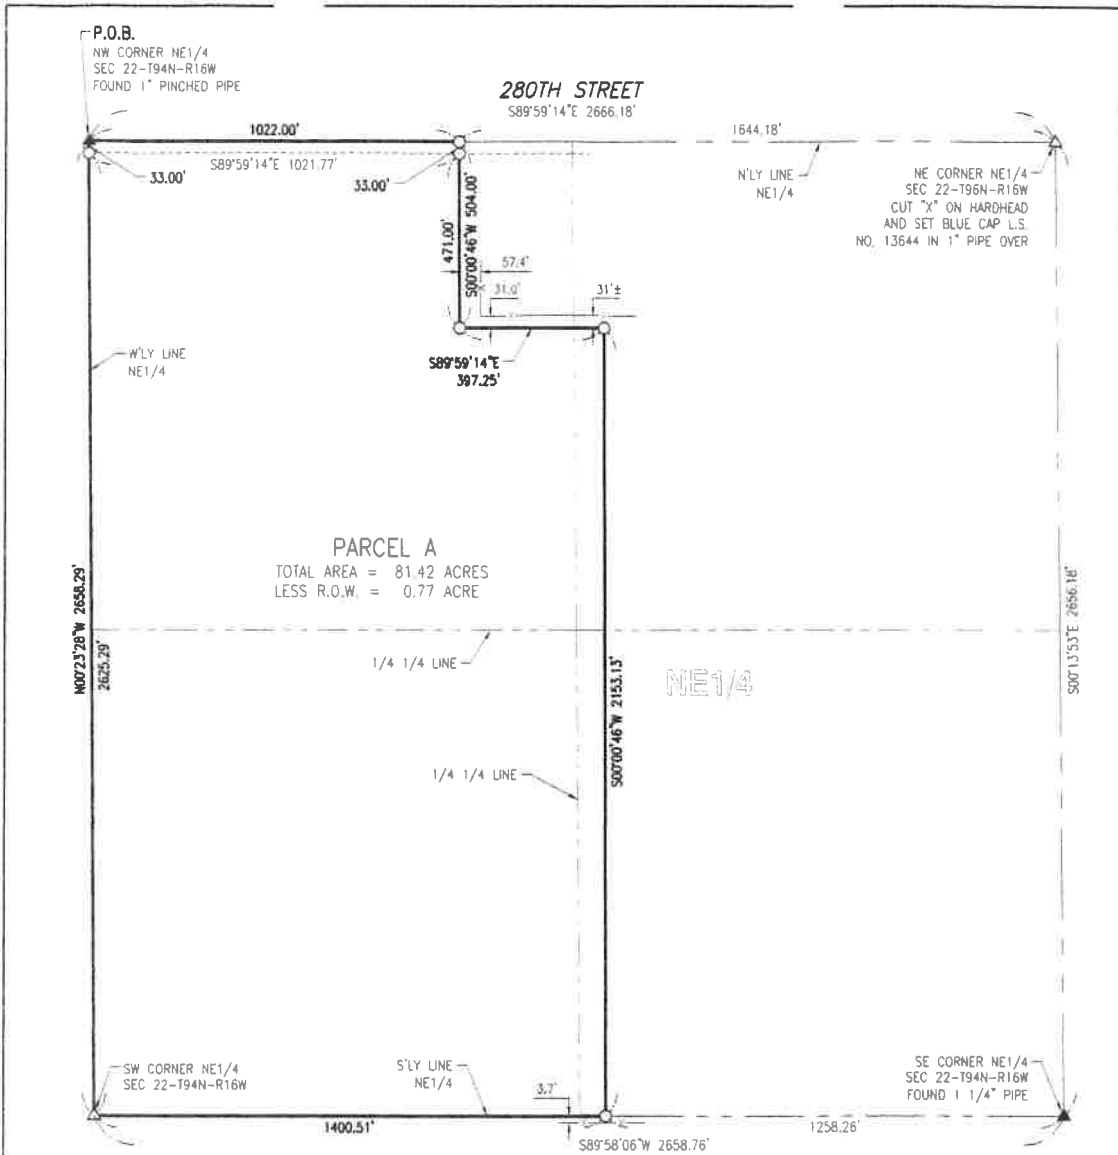 P.O.B.
NW CORNER NE1/4
SEC 22-T94N-R16W
FOUND 1" PINCHED PIPE
280TH STREET
S89°59'14"E 2666.18'
1022.00'
1644.18'
S89°59'14"E 1021.77'
33.00'
33.00'
N'LY LINE
NE1/4
NE CORNER NE1/4
SEC 22-T96N-R16W
CUT "X" ON HARDHEAD
AND SET BLUE CAP L.S.
NO. 13644 IN 1" PIPE OVER
471.00'
S00°00'46"W 504.00'
57.4'
31.0'
31'±
W'LY LINE
NE1/4
S89°59'14"E
397.25'
PARCEL A
TOTAL AREA = 81.42 ACRES
LESS R.O.W. = 0.77 ACRE
N00°23'28"W 2658.29'
2625.29'
1/4 1/4 LINE
NE1/4
S00°00'46"W 2153.13'
S00°13'53"E 2656.18'
1/4 1/4 LINE
SW CORNER NE1/4
SEC 22-T94N-R16W
S'LY LINE
NE1/4
3.7'
SE CORNER NE1/4
SEC 22-T94N-R16W
FOUND 1 1/4" PIPE
1400.51'
S89°58'06"W 2658.76'
1258.26'